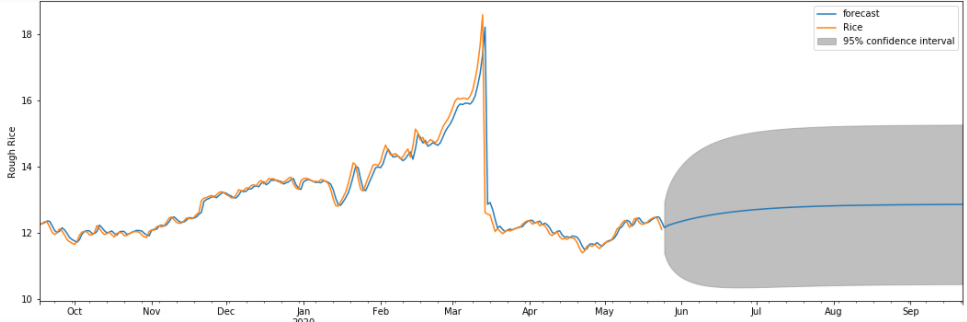 forecast
Rice
95% confidence interval
18
16
14
12
10
Rough Rice
Oct
Nov
Dec
Jan
2020
Feb
Mar
Apr
May
Jun
Jul
Aug
Sep